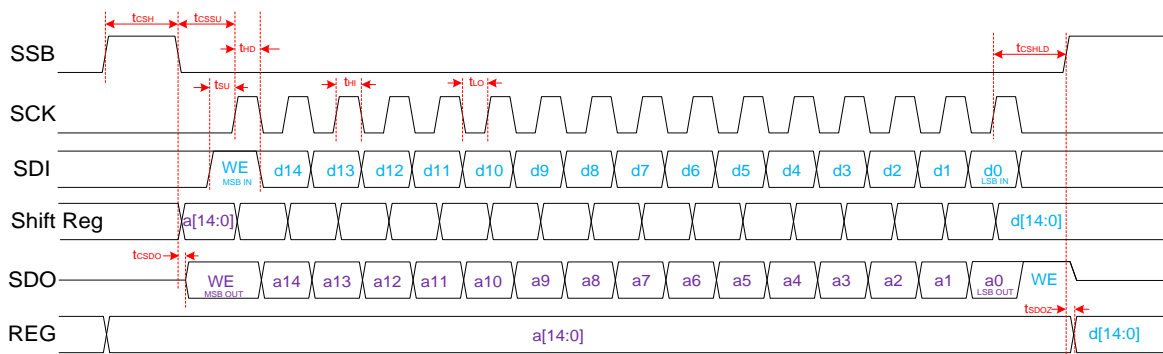 tCSH tCSSU
SSB tHD tCSHLD
tSU tHI tLO
SCK
SDI WE d14 d13 d12 d11 d10 d9 d8 d7 d6 d5 d4 d3 d2 d1 d0
MSB IN LSB IN
Shift Reg a[14:0] d[14:0]
tCSDO
SDO WE a14 a13 a12 a11 a10 a9 a8 a7 a6 a5 a4 a3 a2 a1 a0 WE
MSB OUT LSB OUT
tSDOZ
REG a[14:0] d[14:0]